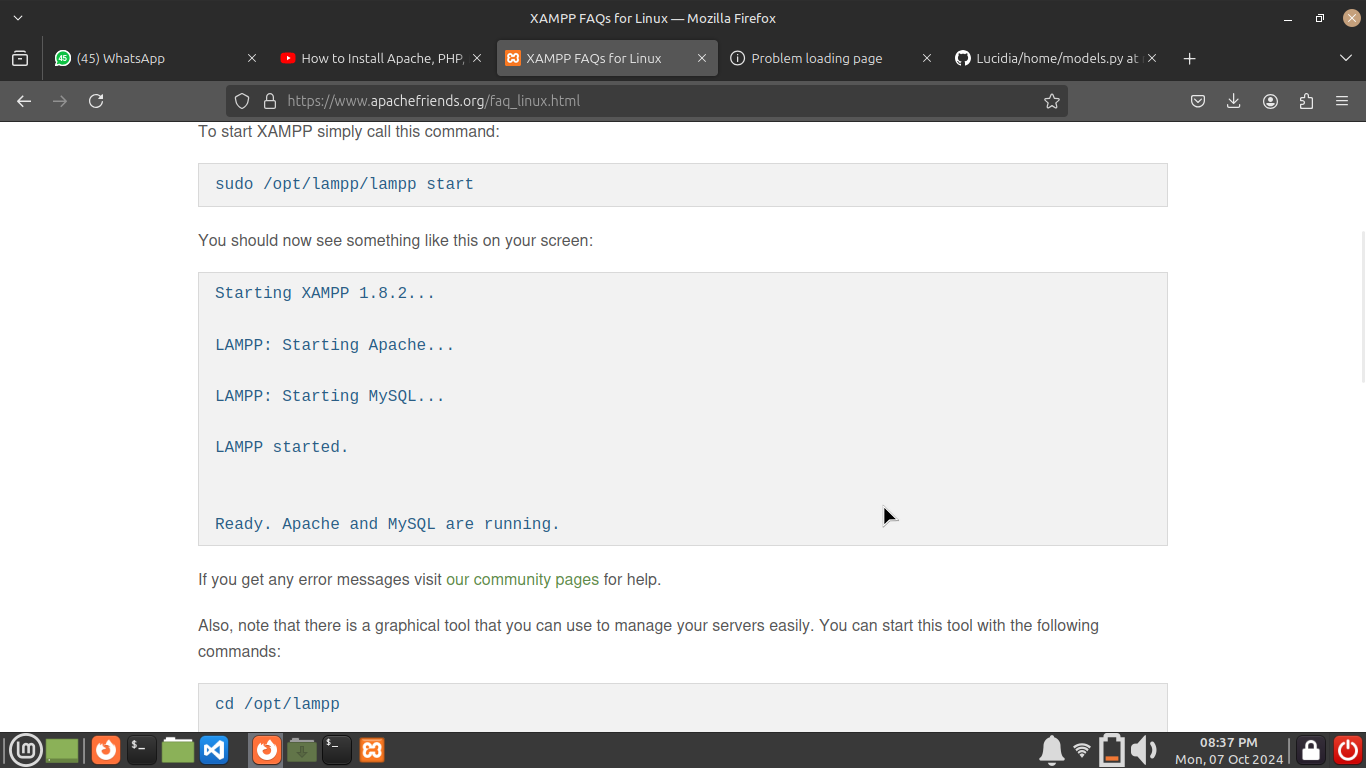 XAMPP FAQs for Linux — Mozilla Firefox
45
(45) WhatsApp
How to Install Apache, PHP,
XAMPP FAQs for Linux
Problem loading page
Lucidia/home/models.py at
https://www.apachefriends.org/faq_linux.html
To start XAMPP simply call this command:
sudo /opt/lampp/lampp start
You should now see something like this on your screen:
Starting XAMPP 1.8.2...
LAMPP: Starting Apache...
LAMPP: Starting MySQL...
LAMPP started.
Ready. Apache and MySQL are running.
If you get any error messages visit our community pages for help.
Also, note that there is a graphical tool that you can use to manage your servers easily. You can start this tool with the following
commands:
cd /opt/lampp
$_
$_
08:37 PM
Mon, 07 Oct 2024